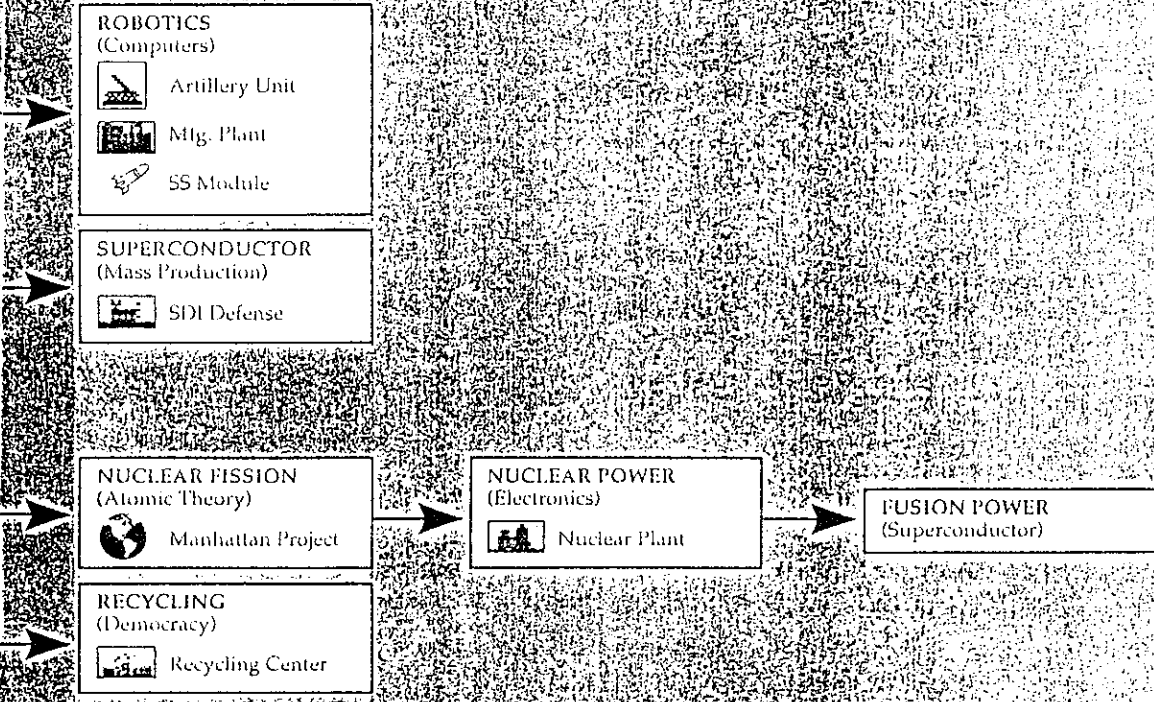 ROBOTICS
(Computers)
Artillery Unit
Mfg. Plant
SS Module
SUPERCONDUCTOR
(Mass Production)
SDI Defense
NUCLEAR FISSION
(Atomic Theory)
Manhattan Project
NUCLEAR POWER
(Electronics)
Nuclear Plant
FUSION POWER
(Superconductor)
RECYCLING
(Democracy)
Recycling Center